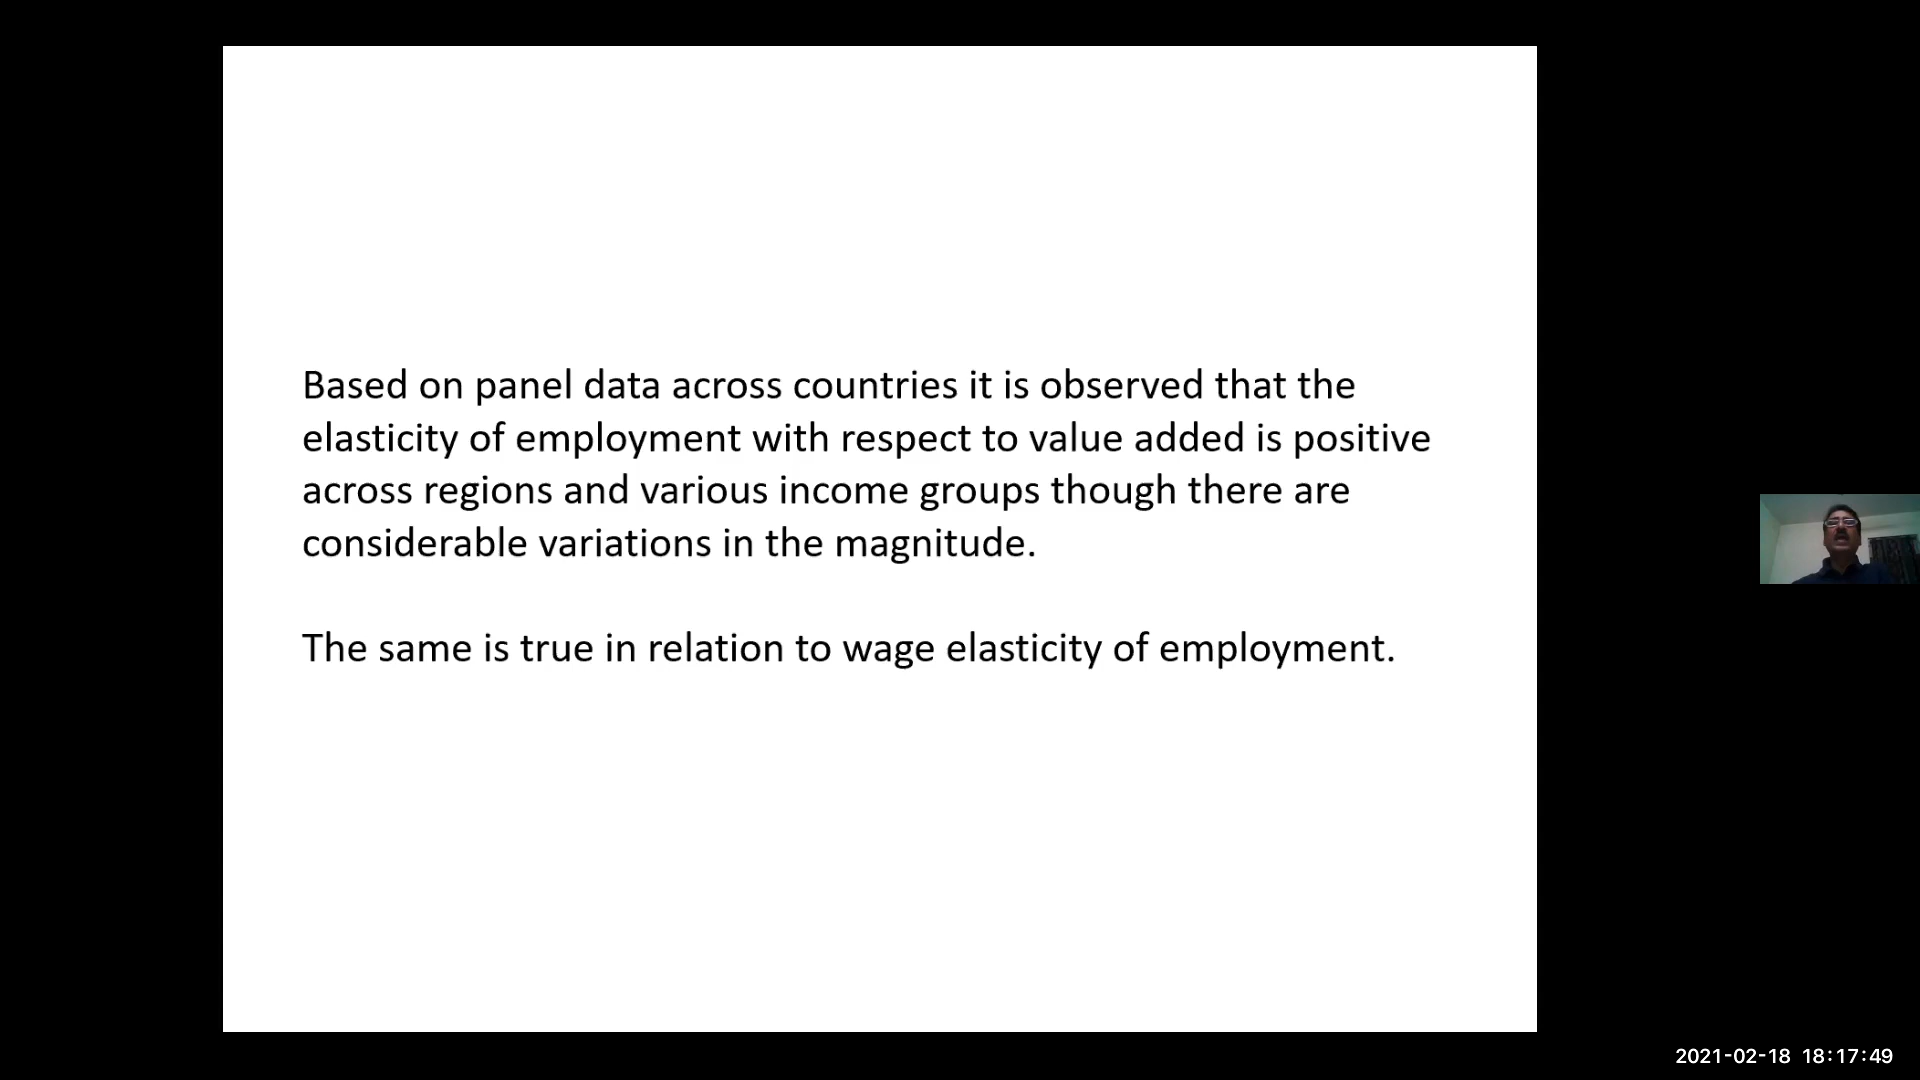 Based on panel data across countries it is observed that the
elasticity of employment with respect to value added is positive
across regions and various income groups though there are
considerable variations in the magnitude.
The same is true in relation to wage elasticity of employment.
2021-02-18 18:17:49